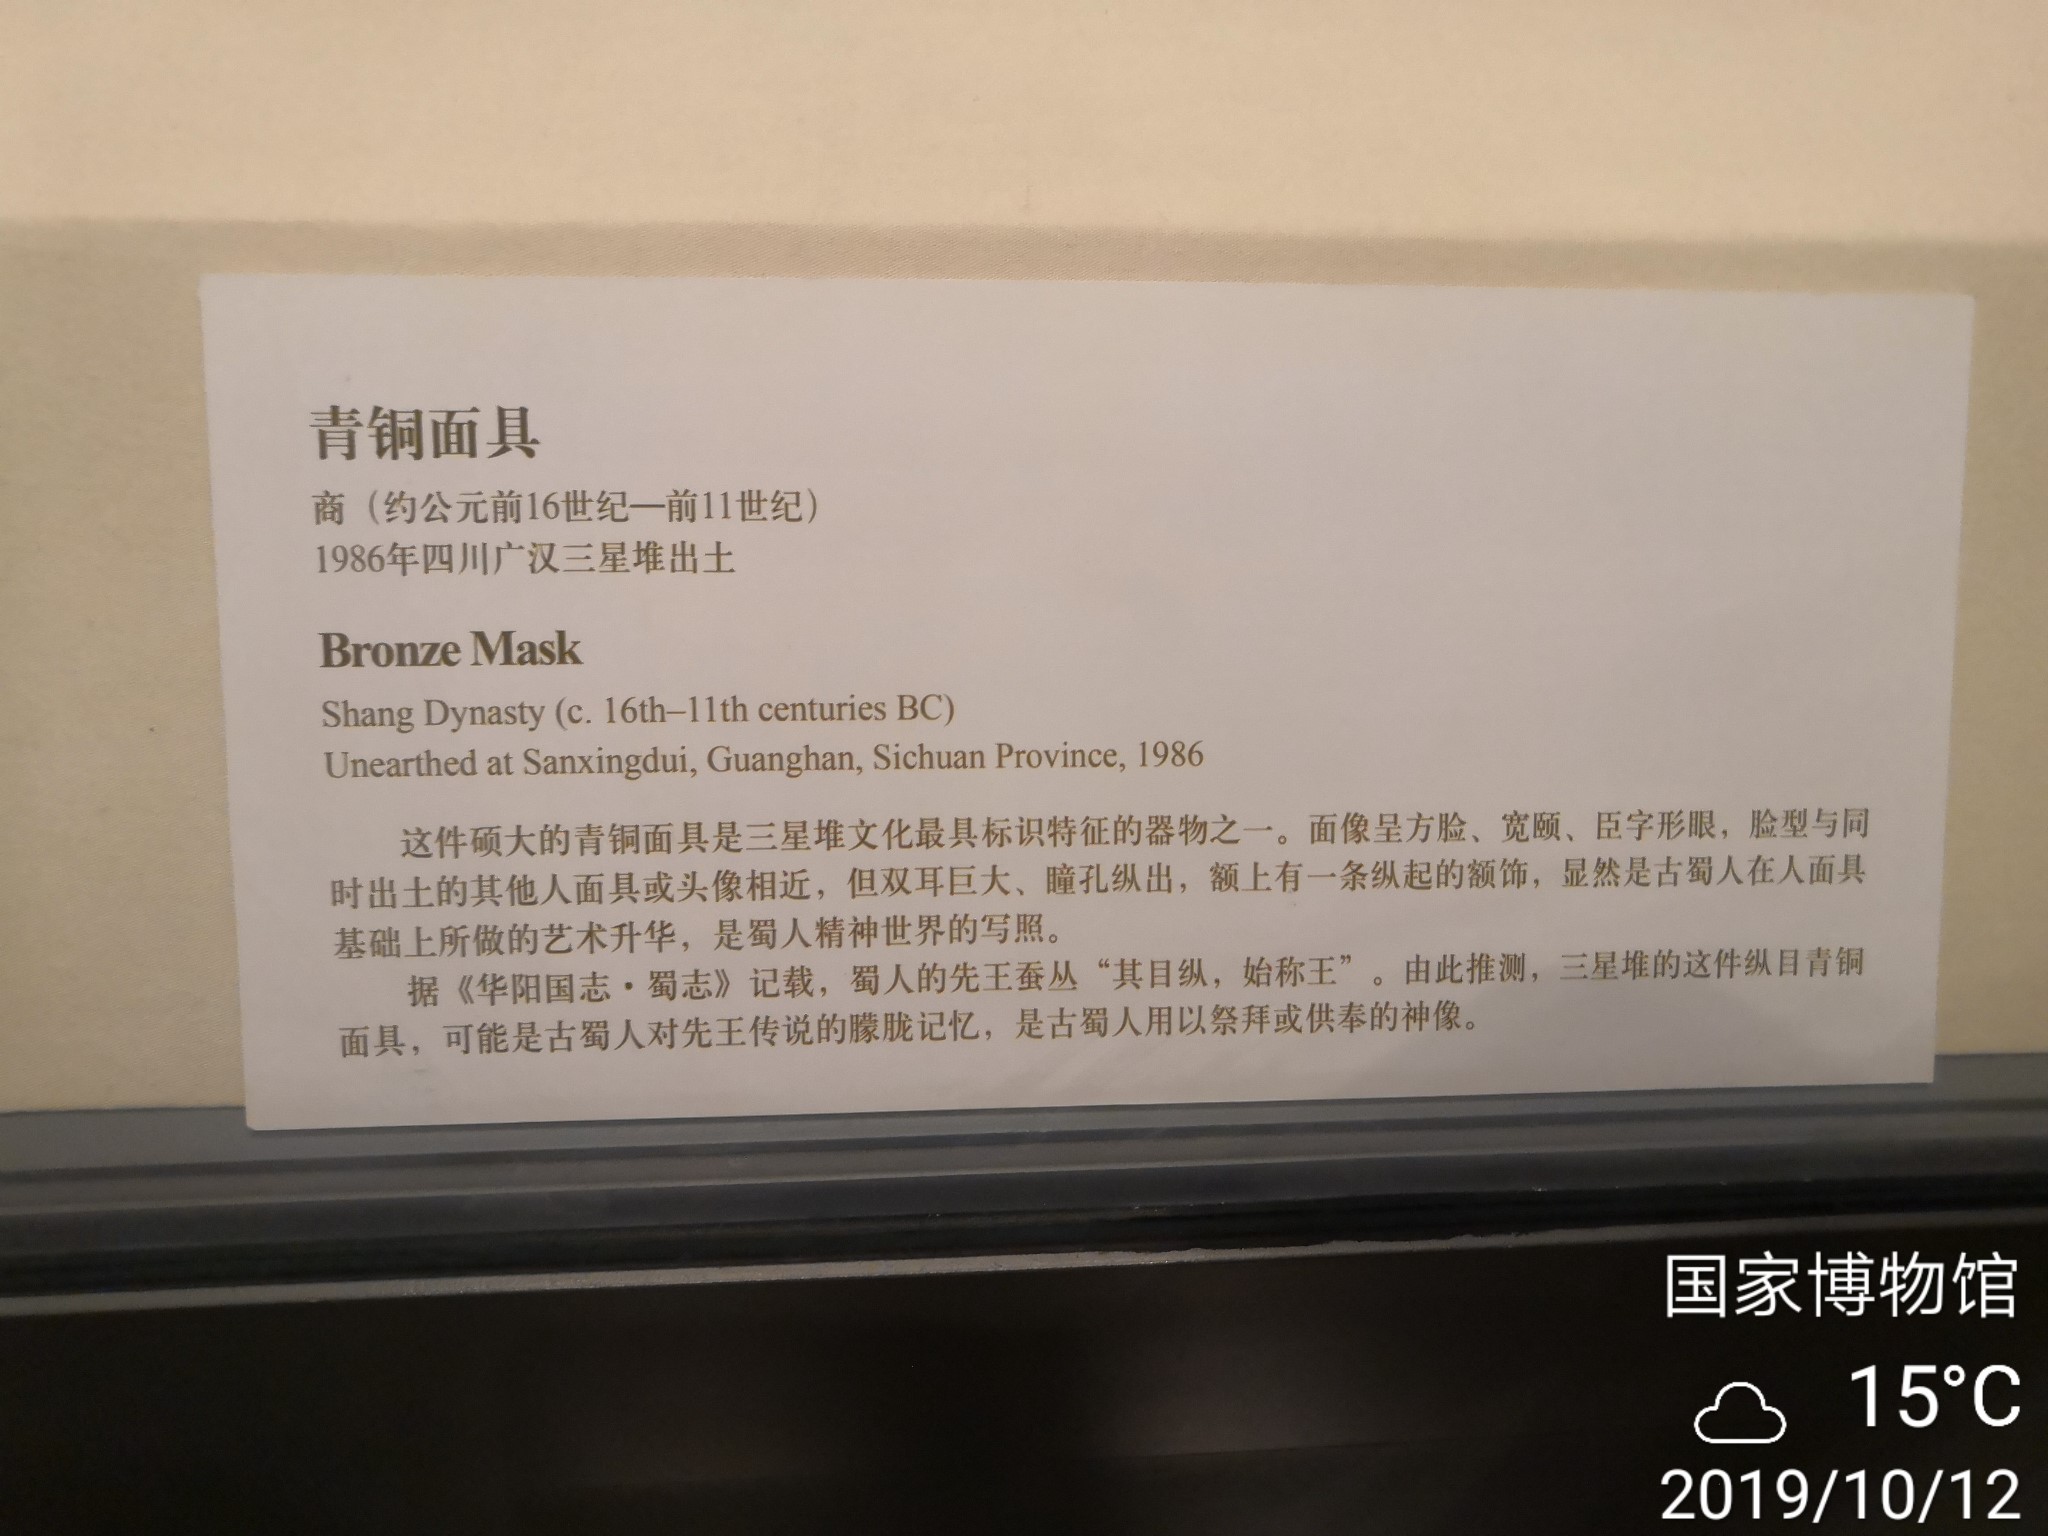 青铜面具
商（约公元前16世纪—前11世纪）
1986年四川广汉三星堆出土
Bronze Mask
Shang Dynasty (c. 16th–11th centuries BC)
Unearthed at Sanxingdui, Guanghan, Sichuan Province, 1986
这件硕大的青铜面具是三星堆文化最具标识特征的器物之一。面像呈方脸、宽颐、臣字形眼，脸型与同
时出土的其他人面具或头像相近，但双耳巨大、瞳孔纵出，额上有一条纵起的额饰，显然是古蜀人在人面具
基础上所做的艺术升华，是蜀人精神世界的写照。
据《华阳国志·蜀志》记载，蜀人的先王蚕丛“其目纵，始称王”。由此推测，三星堆的这件纵目青铜
面具，可能是古蜀人对先王传说的朦胧记忆，是古蜀人用以祭拜或供奉的神像。
国家博物馆
15°C
2019/10/12